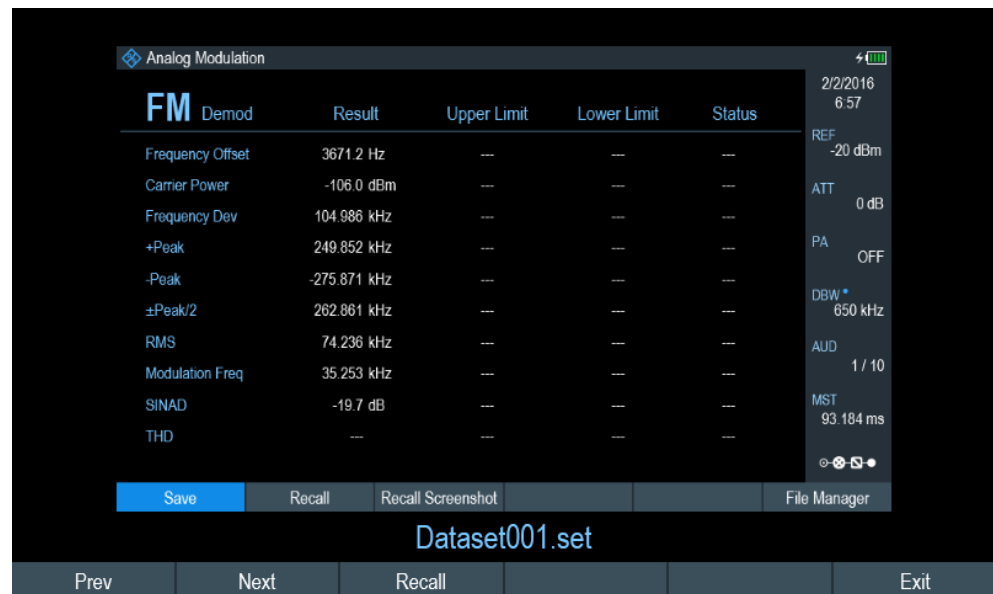 Analog Modulation
2/2/2016
6:57
FM Demod Result Upper Limit Lower Limit Status
REF
-20 dBm
Frequency Offset 3671.2 Hz --- --- ---
Carrier Power -106.0 dBm --- --- ---
ATT
0 dB
Frequency Dev 104.986 kHz --- --- ---
+Peak 249.852 kHz --- --- ---
PA
OFF
-Peak -275.871 kHz --- --- ---
±Peak/2 262.861 kHz --- --- ---
DBW
650 kHz
RMS 74.236 kHz --- --- ---
AUD
1 / 10
Modulation Freq 35.253 kHz --- --- ---
SINAD -19.7 dB --- --- ---
MST
93.184 ms
THD --- --- --- ---
Save Recall Recall Screenshot File Manager
Dataset001.set
Prev Next Recall Exit